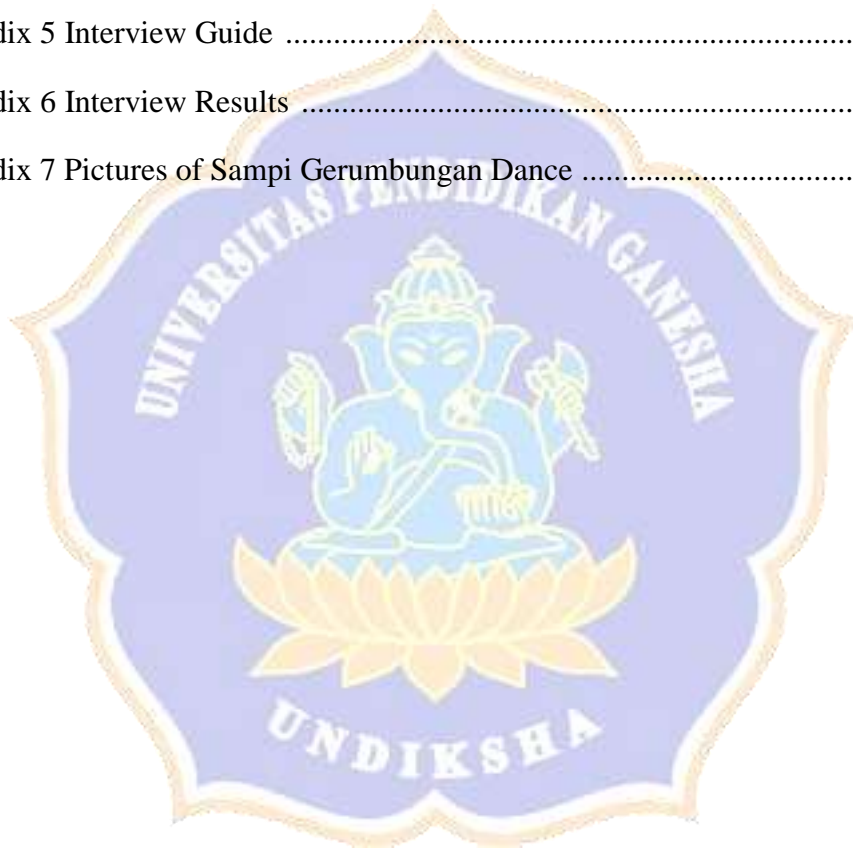 dix 5 Interview Guide ......................................................................
dix 6 Interview Results ....................................................................
dix 7 Pictures of Sampi Gerumbungan Dance ..................................
UNIVERSITAS PENDIDIKAN GANESHA
UNDIKSHA